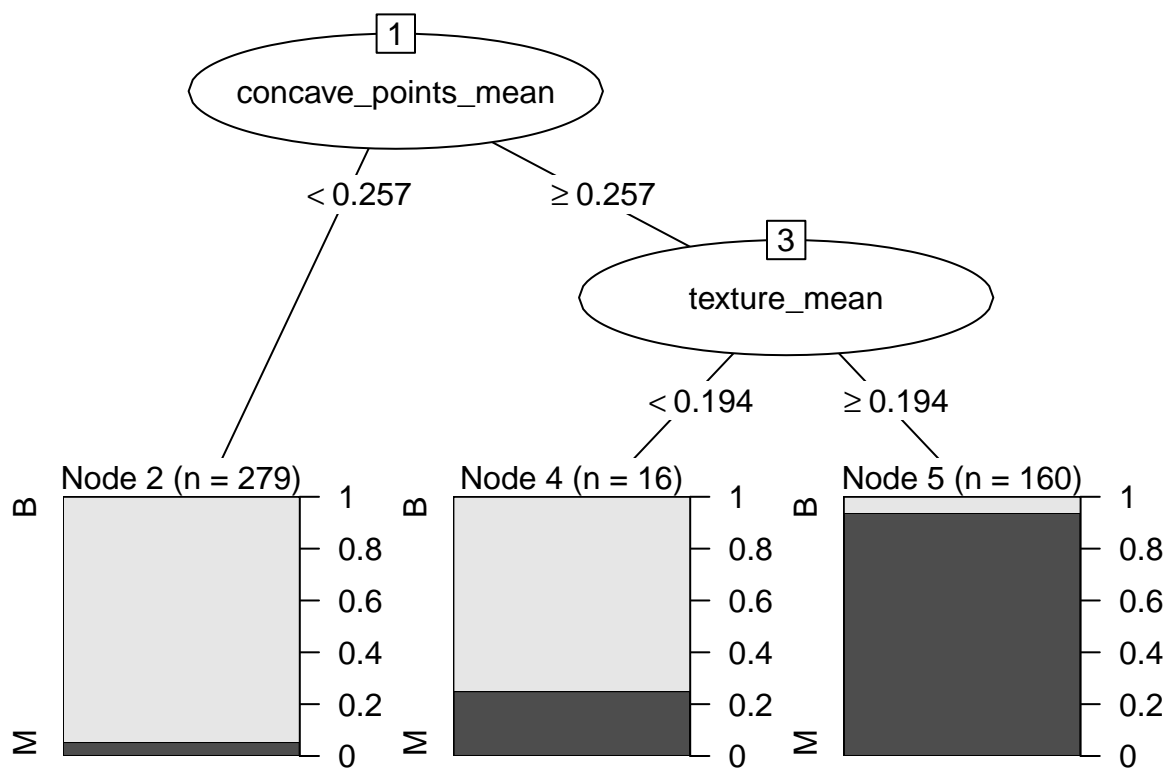 1
concave_points_mean
< 0.257
≥ 0.257
3
texture_mean
< 0.194
≥ 0.194
Node 2 (n = 279)
B
M
1
0.8
0.6
0.4
0.2
0
Node 4 (n = 16)
B
M
1
0.8
0.6
0.4
0.2
0
Node 5 (n = 160)
B
M
1
0.8
0.6
0.4
0.2
0